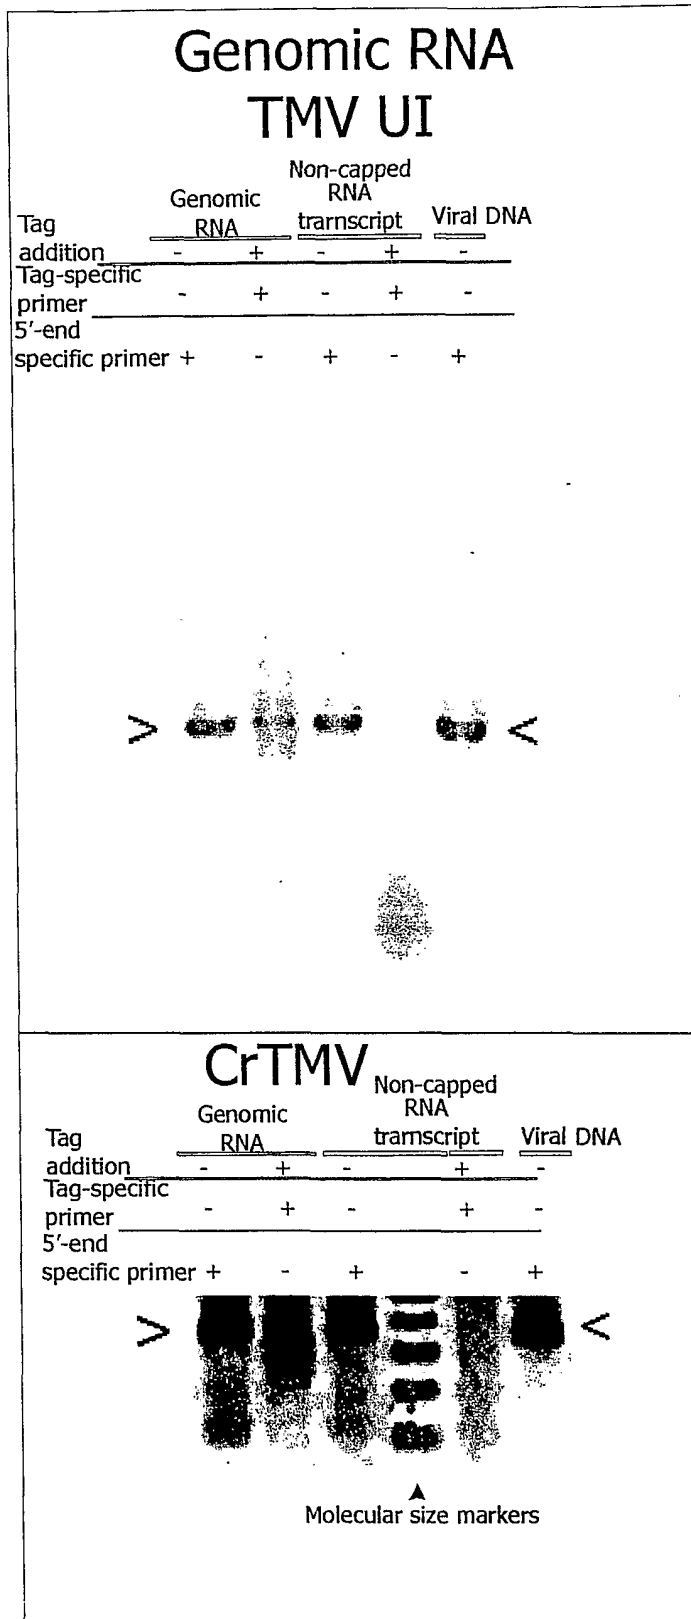 Genomic RNA
TMV UI
Genomic
RNA
Non-capped
RNA
tramscript
Viral DNA
Tag
addition - + - + -
Tag-specific
primer - + - + -
5'-end
specific primer + - + - +
> <
CrTMV
Genomic
RNA
Non-capped
RNA
tramscript
Viral DNA
Tag
addition - + - + -
Tag-specific
primer - + - + -
5'-end
specific primer + - + - +
> <
Molecular size markers